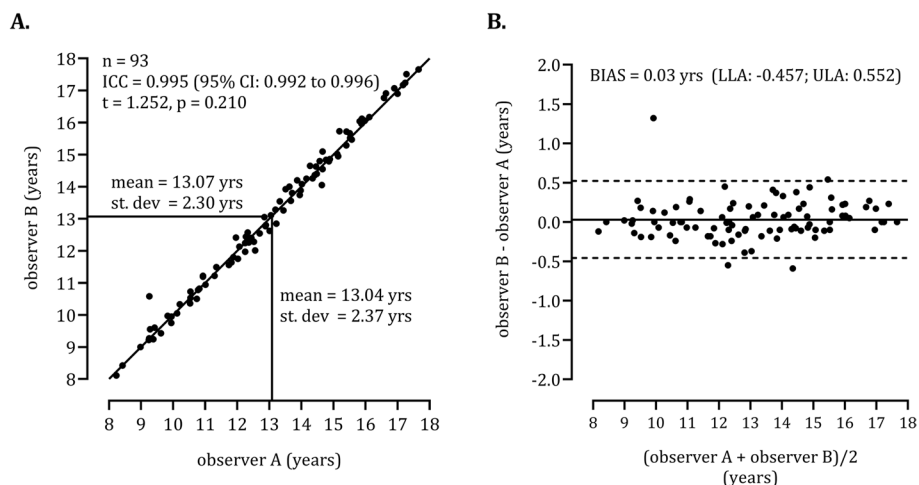 A.
n = 93
ICC = 0.995 (95% CI: 0.992 to 0.996)
t = 1.252, p = 0.210
mean = 13.07 yrs
st. dev = 2.30 yrs
mean = 13.04 yrs
st. dev = 2.37 yrs
observer B (years)
18
17
16
15
14
13
12
11
10
9
8
8 9 10 11 12 13 14 15 16 17 18
observer A (years)
B.
BIAS = 0.03 yrs (LLA: -0.457; ULA: 0.552)
observer B - observer A (years)
2.0
1.5
1.0
0.5
0.0
-0.5
-1.0
-1.5
-2.0
8 9 10 11 12 13 14 15 16 17 18
(observer A + observer B)/2
(years)